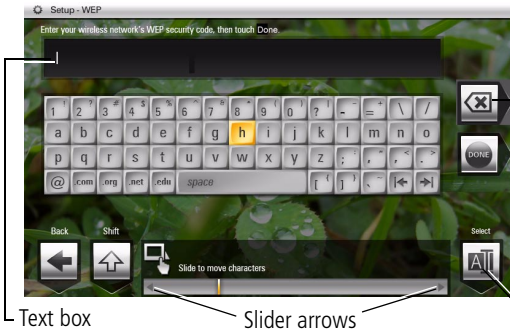 Setup - WEP
Enter your wireless network's WEP security code, then touch Done.
1 ! 2 ? 3 # 4 $ 5 % 6 ^ 7 & 8 * 9 ( 0 ) ? ! - _ = + \ /
a b c d e f g h i j k l m n o
p q r s t u v w x y z ; : , " , < . >
@ .com .org .net .edu space [ { ] } ` ~
DONE
Back Shift Select
Slide to move characters
A
Text box
Slider arrows